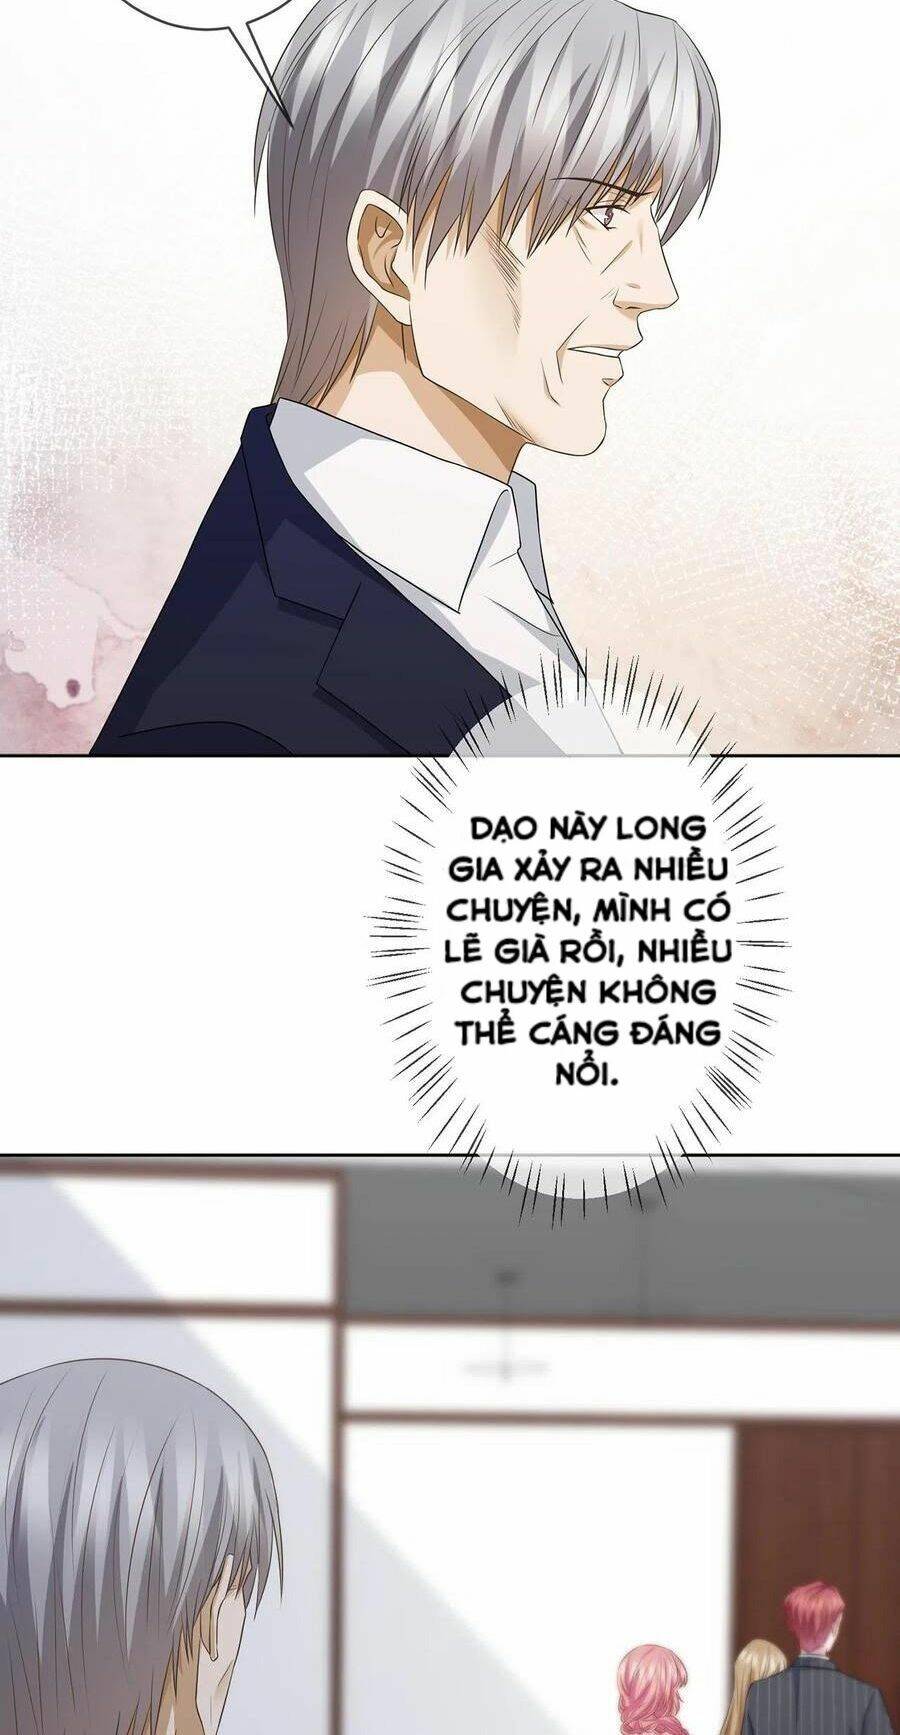 DẠO NÀY LONG
GIA XẢY RA NHIỀU
CHUYỆN, MÌNH CÓ
LẼ GIÀ RỒI, NHIỀU
CHUYỆN KHÔNG
THỂ CÁNG ĐÁNG
NỔI.